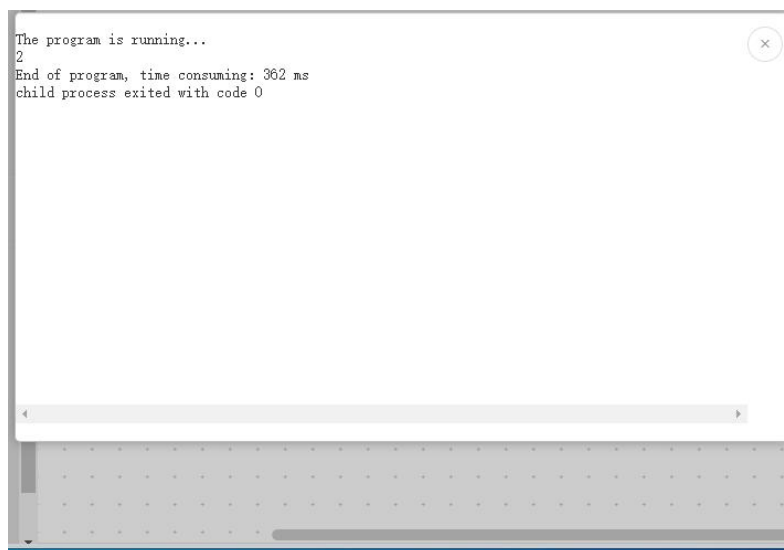 The program is running...
2
End of program, time consuming: 362 ms
child process exited with code 0